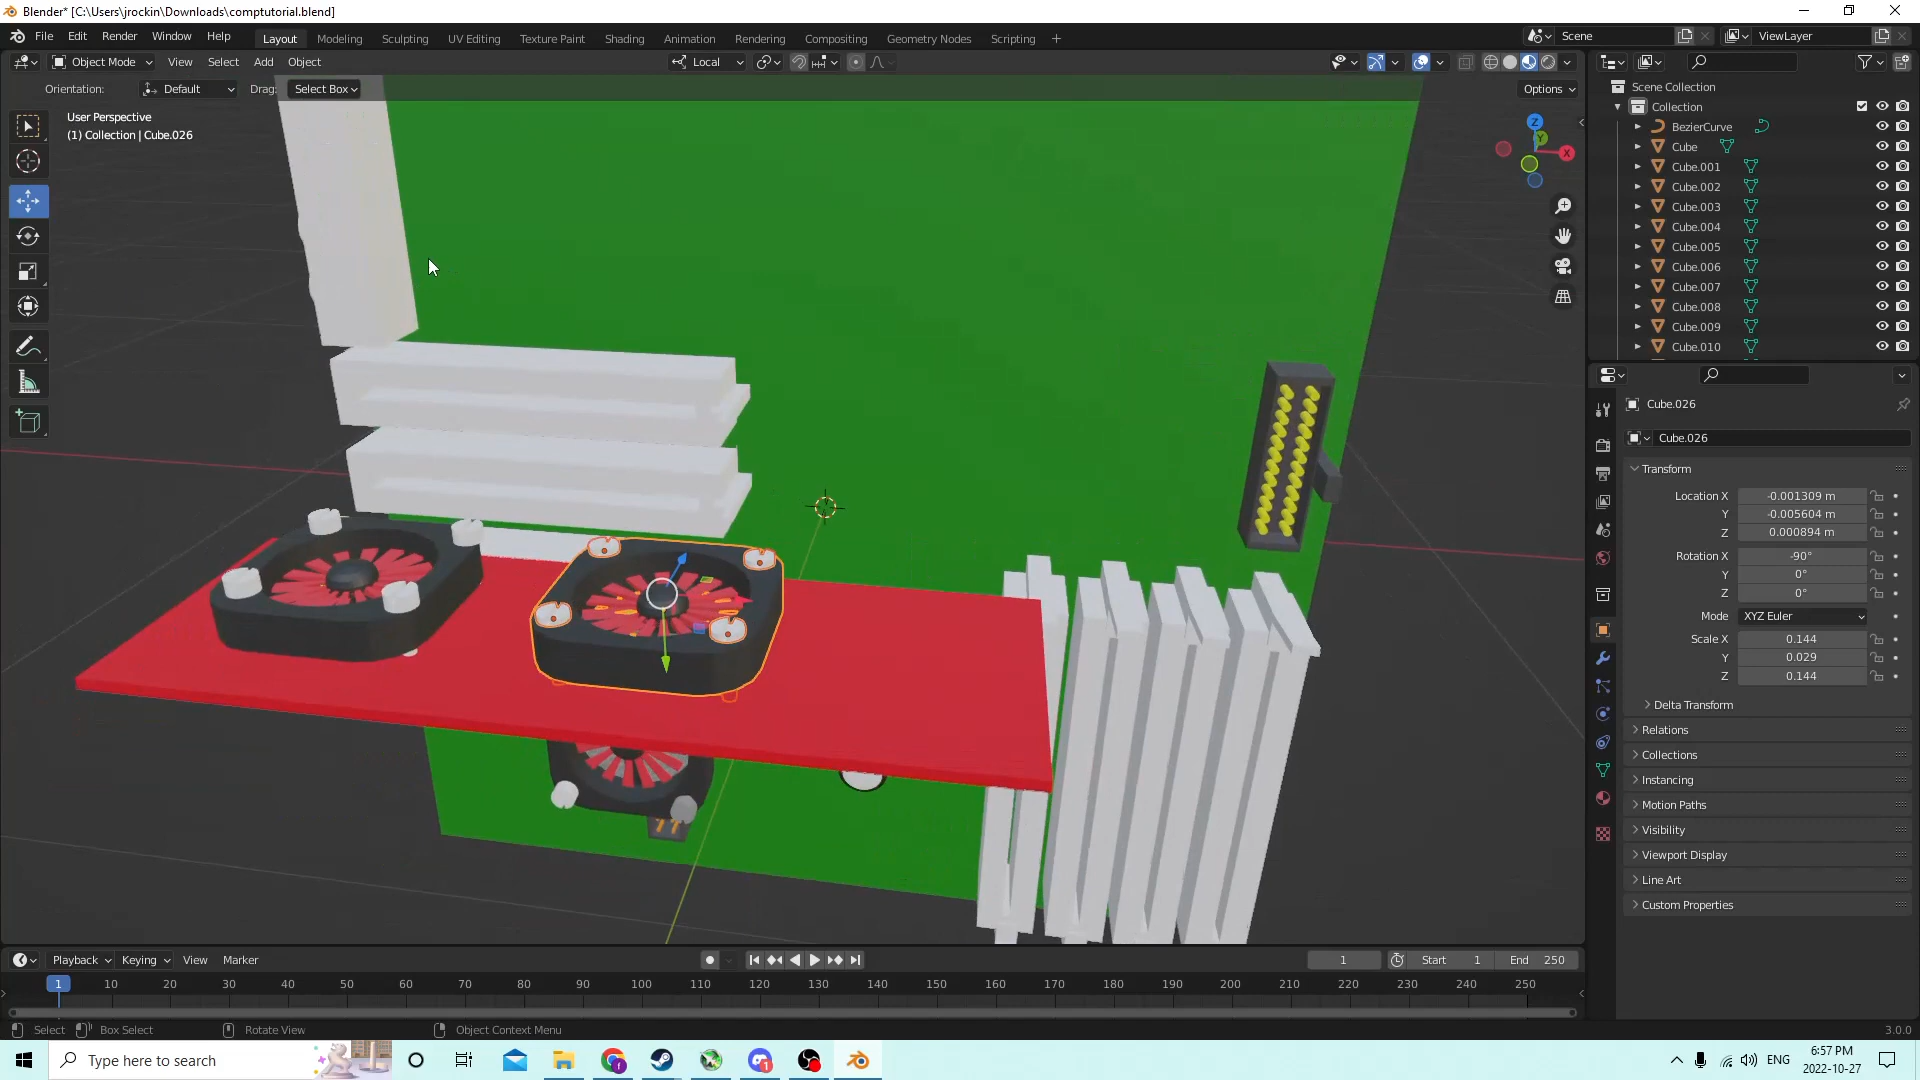 Blender* [C:\Users\jrockin\Downloads\comptutorial.blend]
File Edit Render Window Help
Layout Modeling Sculpting UV Editing Texture Paint Shading Animation Rendering Compositing Geometry Nodes Scripting +
Scene
ViewLayer
Object Mode View Select Add Object
Local
Orientation: Default Drag: Select Box
Options
User Perspective
(1) Collection | Cube.026
Z
Y
X
Scene Collection
Collection
BezierCurve
Cube
Cube.001
Cube.002
Cube.003
Cube.004
Cube.005
Cube.006
Cube.007
Cube.008
Cube.009
Cube.010
Cube.026
Cube.026
Transform
Location X -0.001309 m
Y -0.005604 m
Z 0.000894 m
Rotation X -90°
Y 0°
Z 0°
Mode XYZ Euler
Scale X 0.144
Y 0.029
Z 0.144
Delta Transform
Relations
Collections
Instancing
Motion Paths
Visibility
Viewport Display
Line Art
Custom Properties
Playback Keying View Marker
1
Start 1
End 250
1 10 20 30 40 50 60 70 80 90 100 110 120 130 140 150 160 170 180 190 200 210 220 230 240 250
Select Box Select Rotate View Object Context Menu
3.0.0
Type here to search
ENG
6:57 PM
2022-10-27